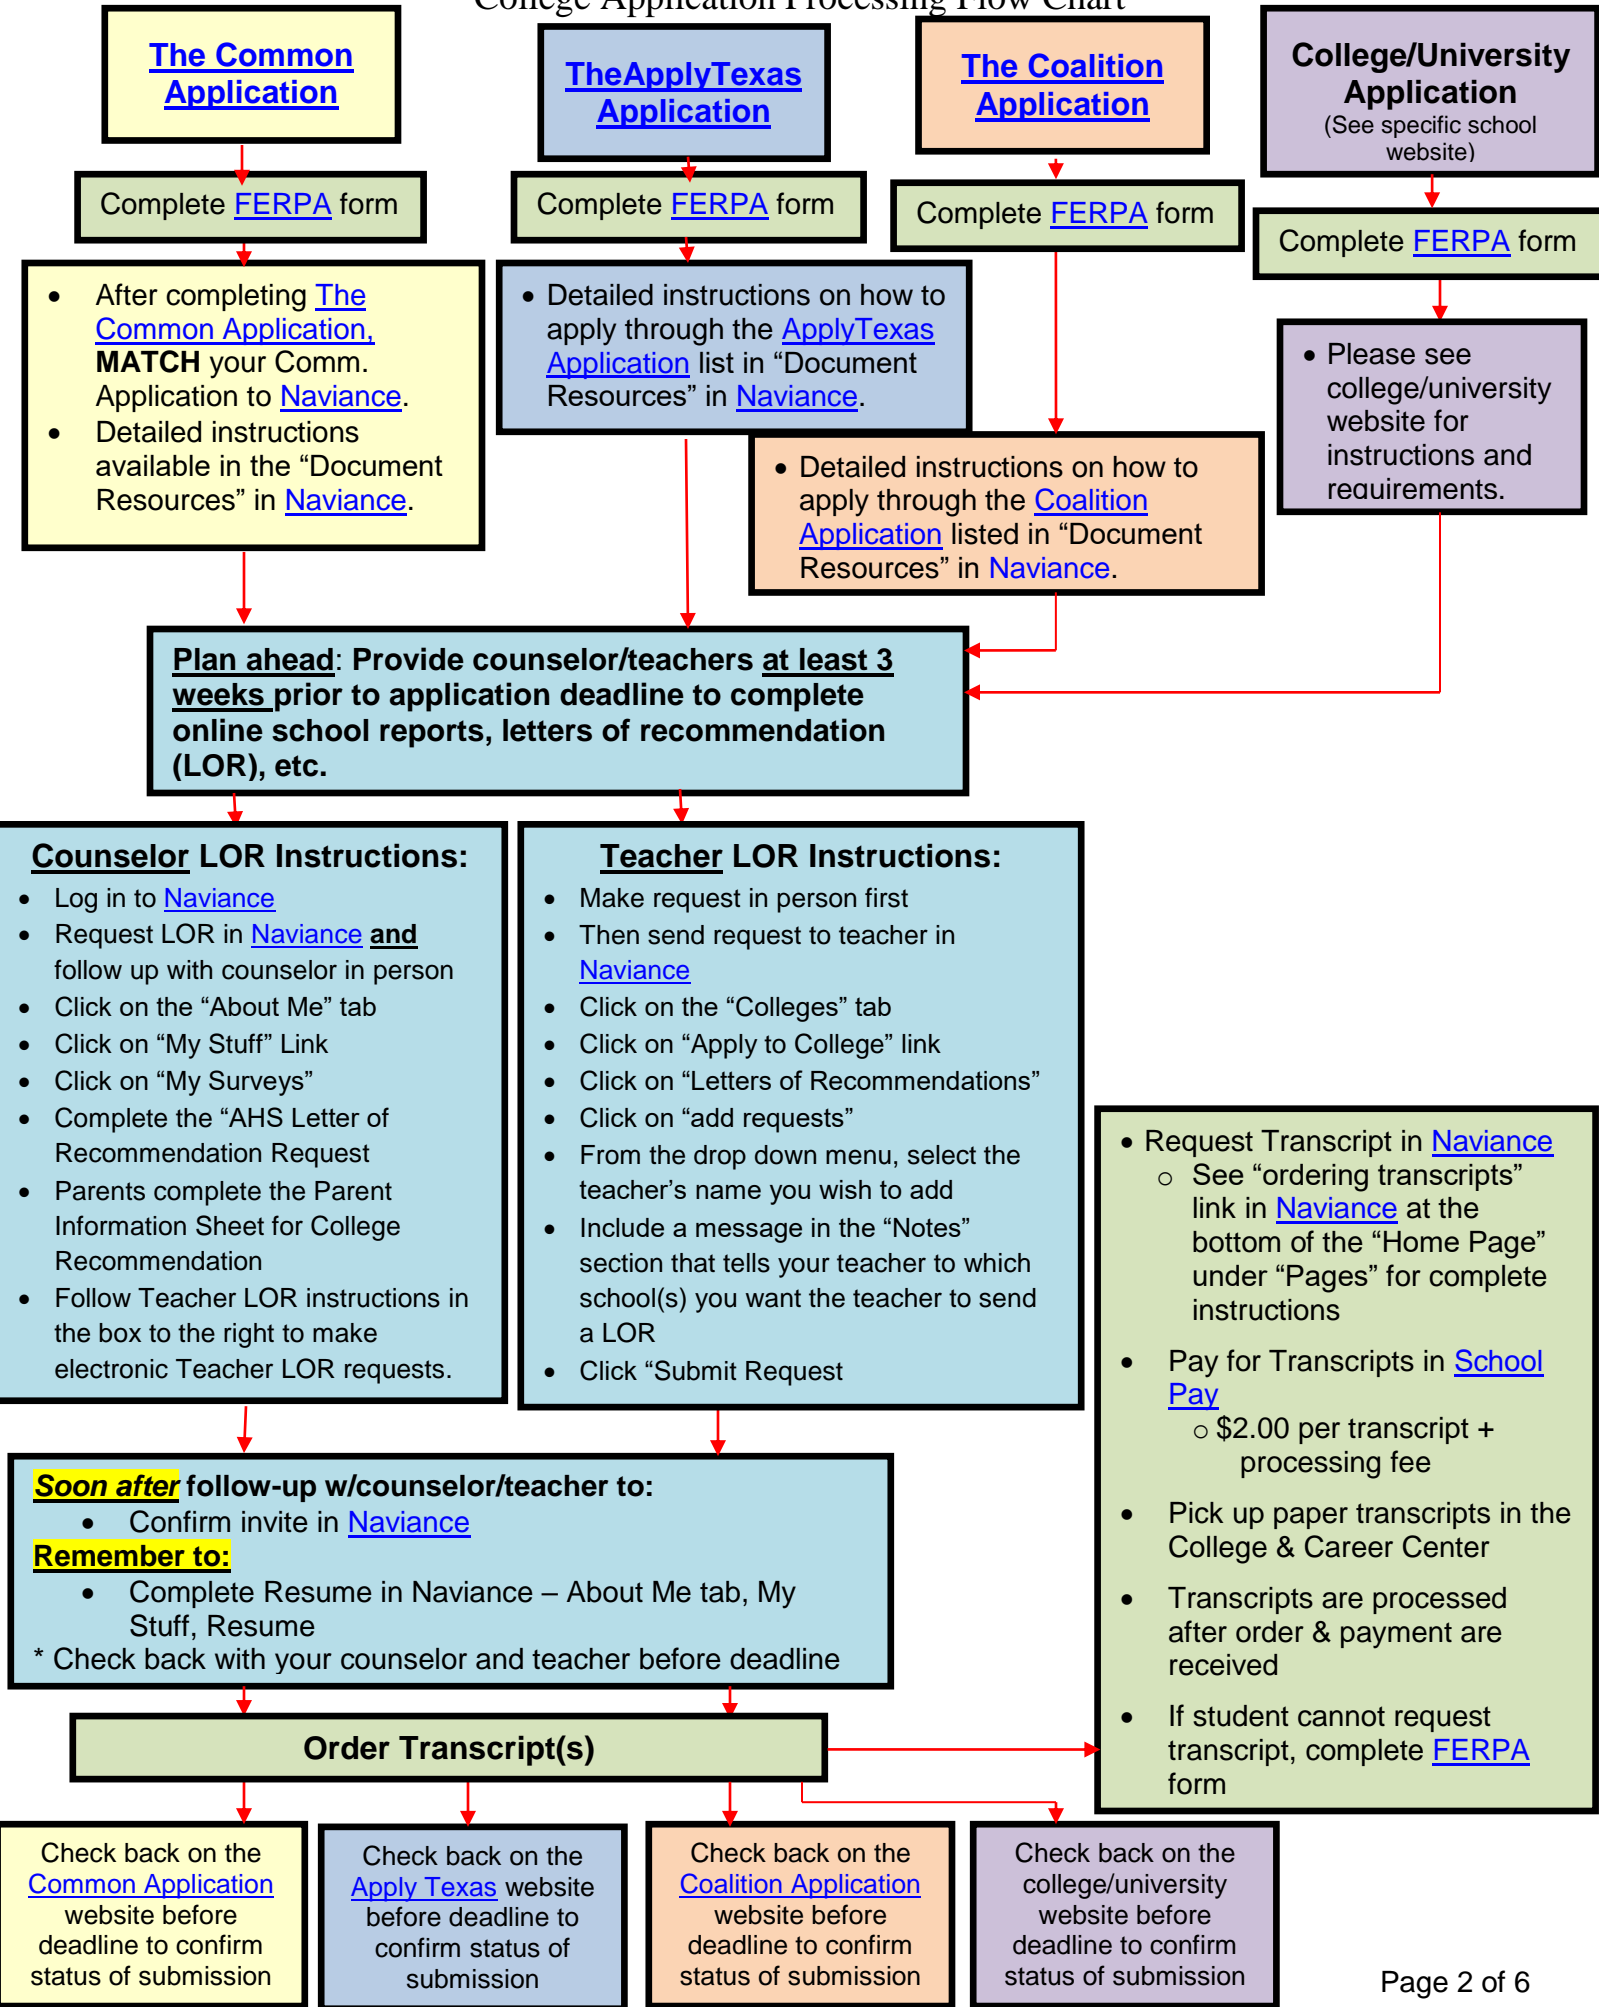 College Application Processing Flow Chart
The Common
Application
TheApplyTexas
Application
The Coalition
Application
College/University
Application
(See specific school
website)
Complete FERPA form
Complete FERPA form
Complete FERPA form
Complete FERPA form
• After completing The
Common Application,
MATCH your Comm.
Application to Naviance.
• Detailed instructions
available in the “Document
Resources” in Naviance.
• Detailed instructions on how to
apply through the ApplyTexas
Application list in “Document
Resources” in Naviance.
• Detailed instructions on how to
apply through the Coalition
Application listed in “Document
Resources” in Naviance.
• Please see
college/university
website for
instructions and
requirements.
Plan ahead: Provide counselor/teachers at least 3
weeks prior to application deadline to complete
online school reports, letters of recommendation
(LOR), etc.
Counselor LOR Instructions:
• Log in to Naviance
• Request LOR in Naviance and
follow up with counselor in person
• Click on the “About Me” tab
• Click on “My Stuff” Link
• Click on “My Surveys”
• Complete the “AHS Letter of
Recommendation Request
• Parents complete the Parent
Information Sheet for College
Recommendation
• Follow Teacher LOR instructions in
the box to the right to make
electronic Teacher LOR requests.
Teacher LOR Instructions:
• Make request in person first
• Then send request to teacher in
Naviance
• Click on the “Colleges” tab
• Click on “Apply to College” link
• Click on “Letters of Recommendations”
• Click on “add requests”
• From the drop down menu, select the
teacher’s name you wish to add
• Include a message in the “Notes”
section that tells your teacher to which
school(s) you want the teacher to send
a LOR
• Click “Submit Request
Soon after follow-up w/counselor/teacher to:
• Confirm invite in Naviance
Remember to:
• Complete Resume in Naviance – About Me tab, My
Stuff, Resume
* Check back with your counselor and teacher before deadline
Order Transcript(s)
• Request Transcript in Naviance
○ See “ordering transcripts”
link in Naviance at the
bottom of the “Home Page”
under “Pages” for complete
instructions
• Pay for Transcripts in School
Pay
○ $2.00 per transcript +
processing fee
• Pick up paper transcripts in the
College & Career Center
• Transcripts are processed
after order & payment are
received
• If student cannot request
transcript, complete FERPA
form
Check back on the
Common Application
website before
deadline to confirm
status of submission
Check back on the
Apply Texas website
before deadline to
confirm status of
submission
Check back on the
Coalition Application
website before
deadline to confirm
status of submission
Check back on the
college/university
website before
deadline to confirm
status of submission
Page 2 of 6